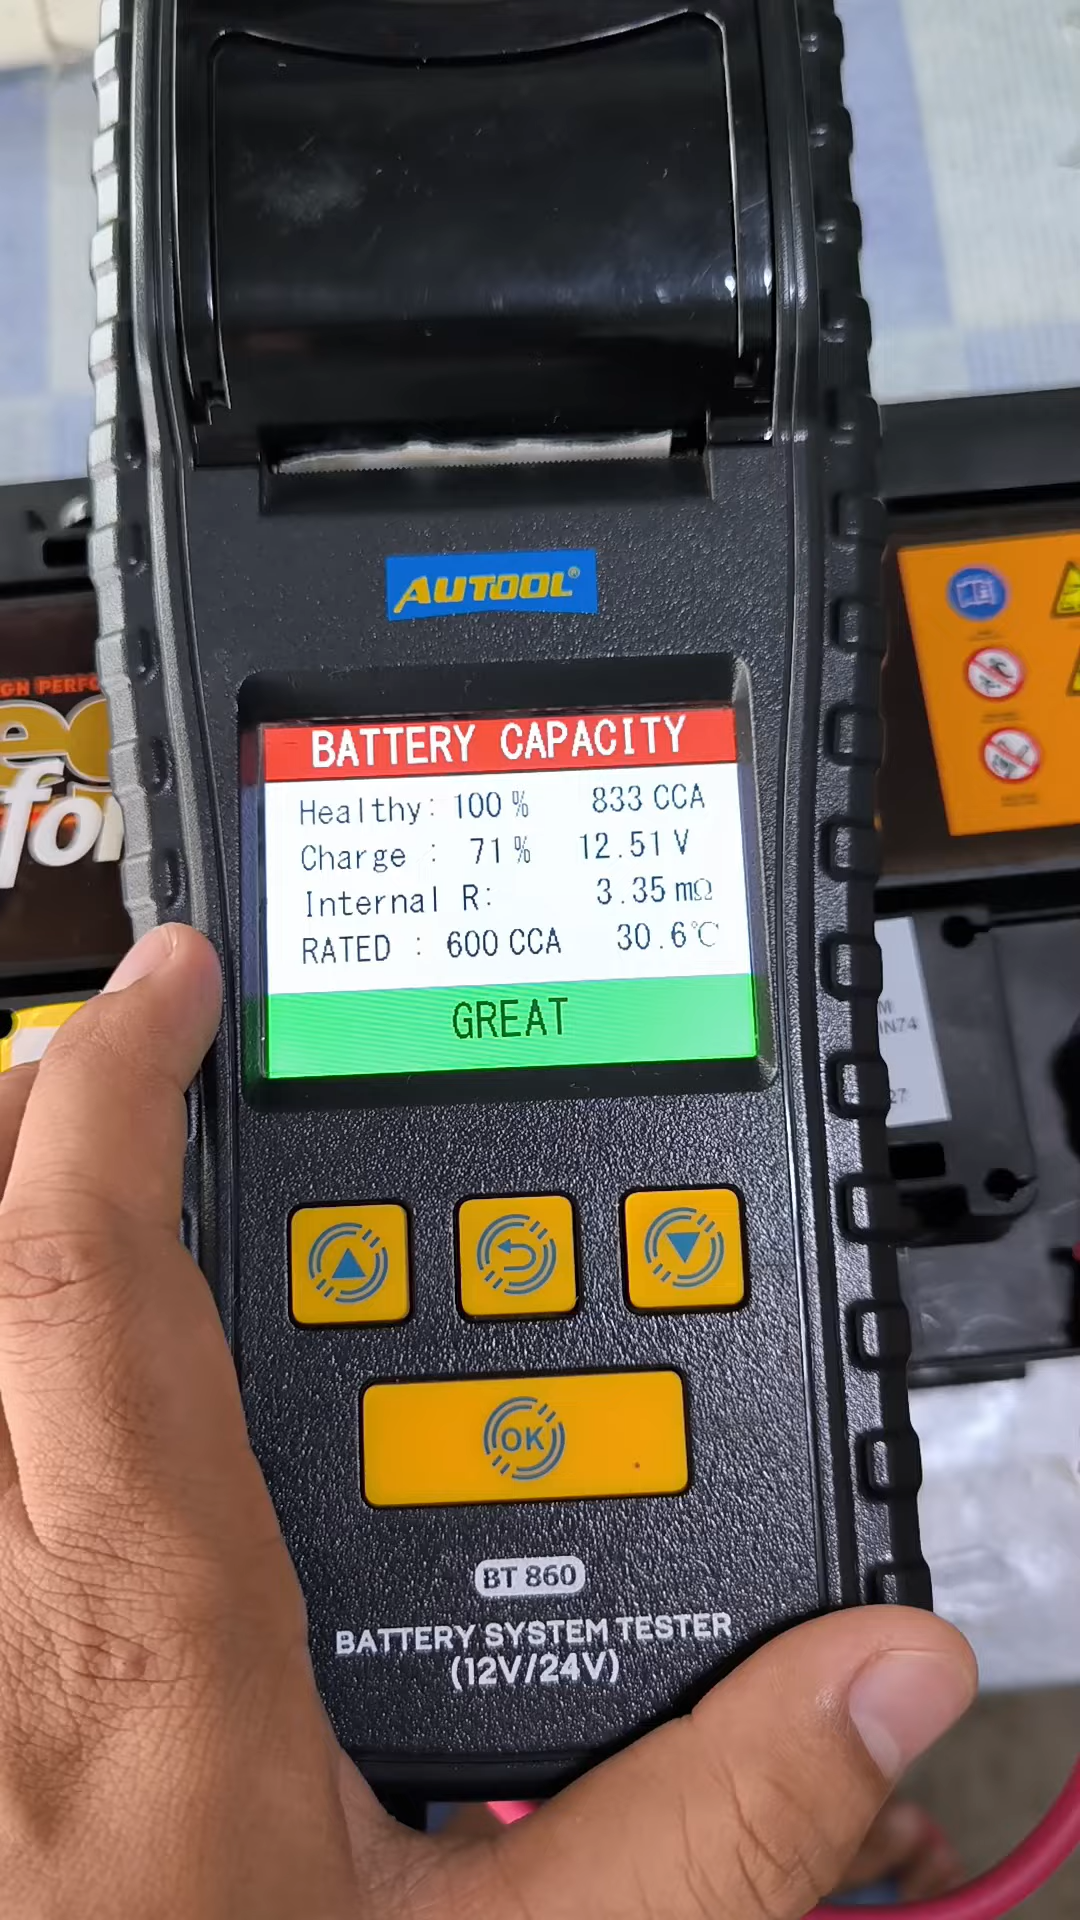 AUTOOL®
BATTERY CAPACITY
Healthy: 100 % 833 CCA
Charge : 71 % 12.51 V
Internal R: 3.35 mΩ
RATED : 600 CCA 30.6℃
GREAT
OK
BT 860
BATTERY SYSTEM TESTER
(12V/24V)